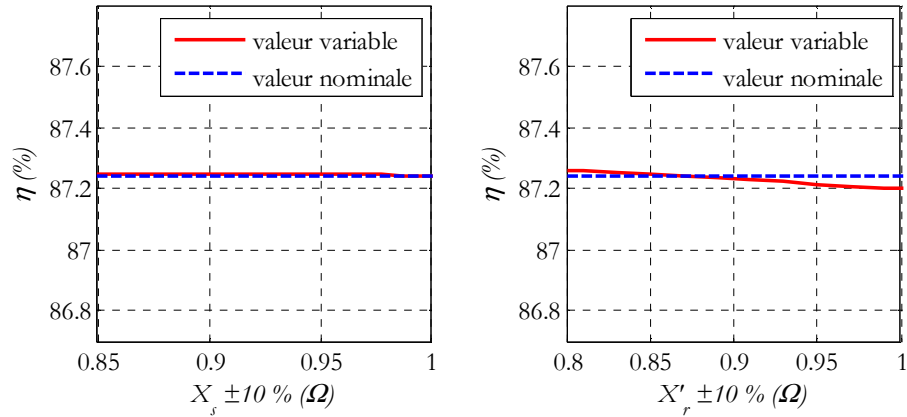 valeur variable
valeur nominale
87.6
87.4
87.2
87
86.8
η (%)
0.85
0.9
0.95
1
X_s ±10 % (Ω)
valeur variable
valeur nominale
87.6
87.4
87.2
87
86.8
η (%)
0.8
0.85
0.9
0.95
1
X'_r ±10 % (Ω)